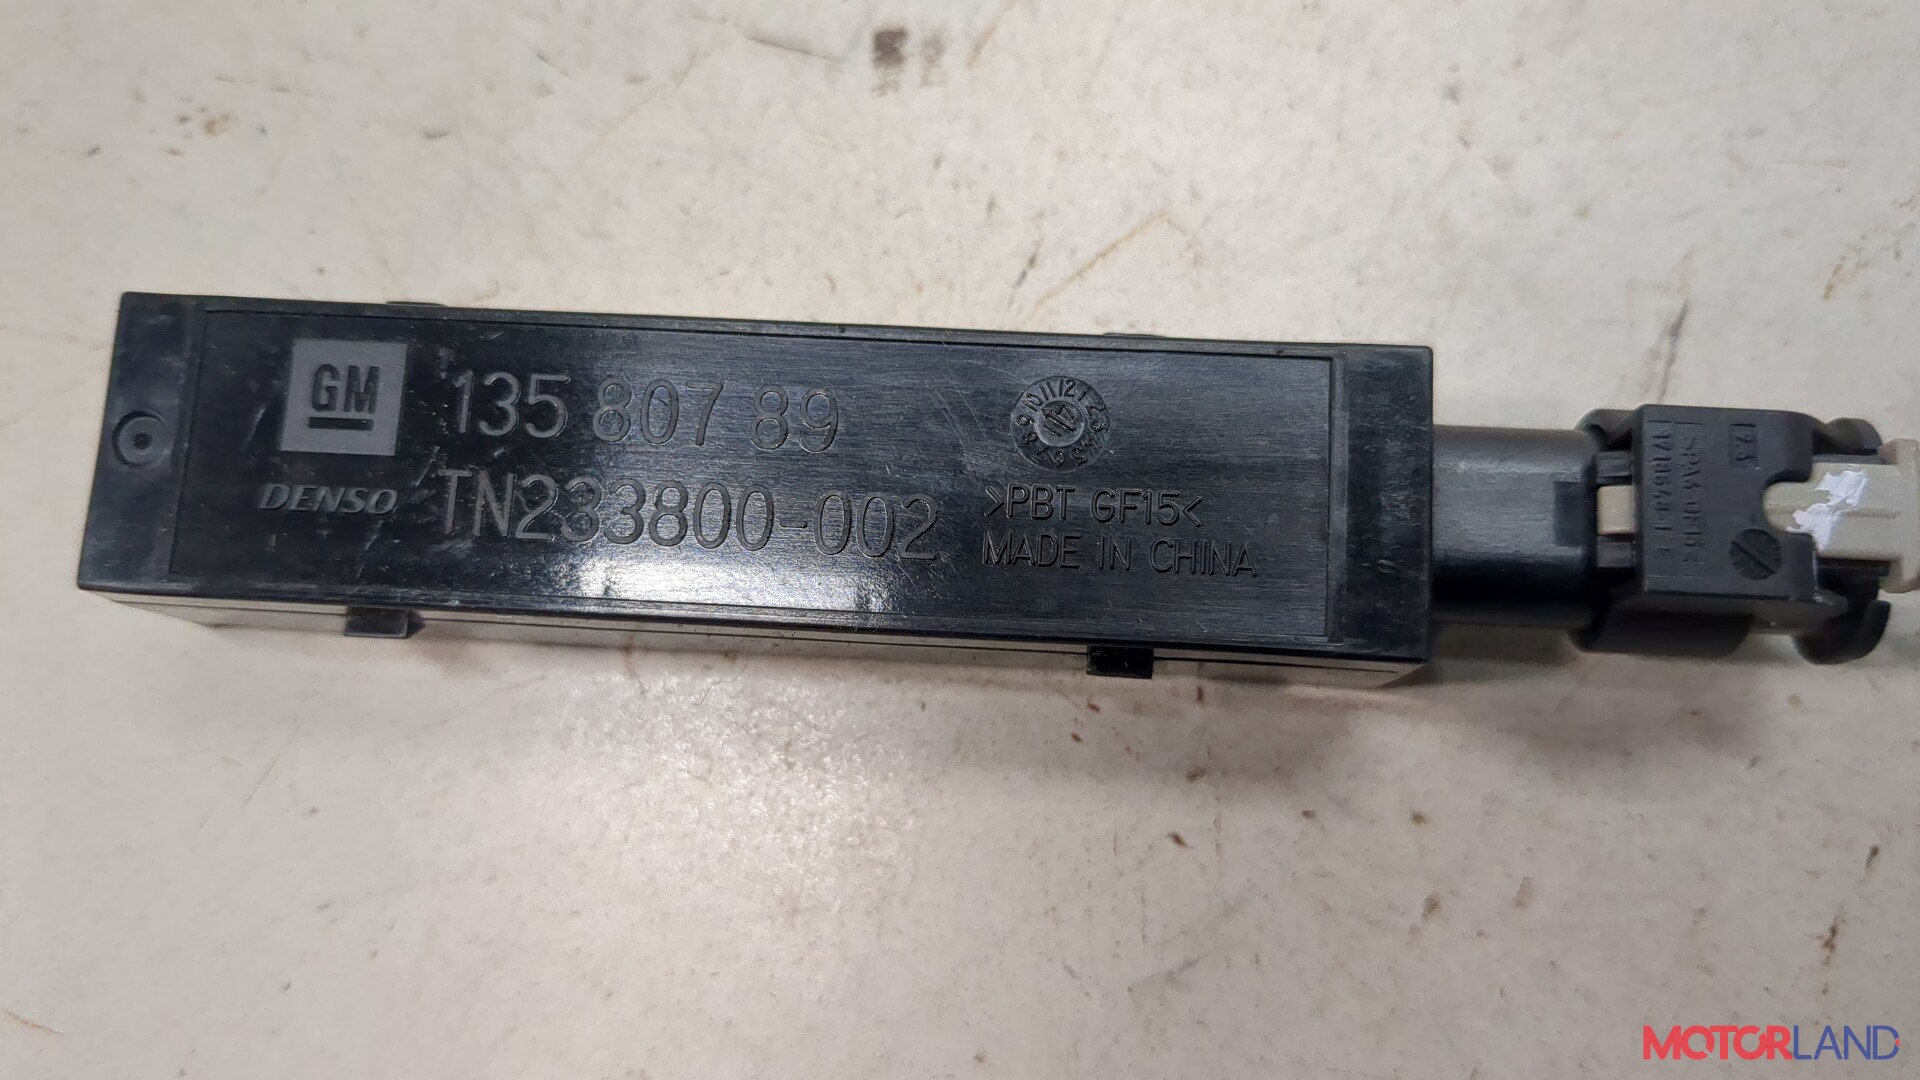 GM
135 807 89
DENSO
TN233800-002
>PBT GF15<
MADE IN CHINA
MOTORLAND